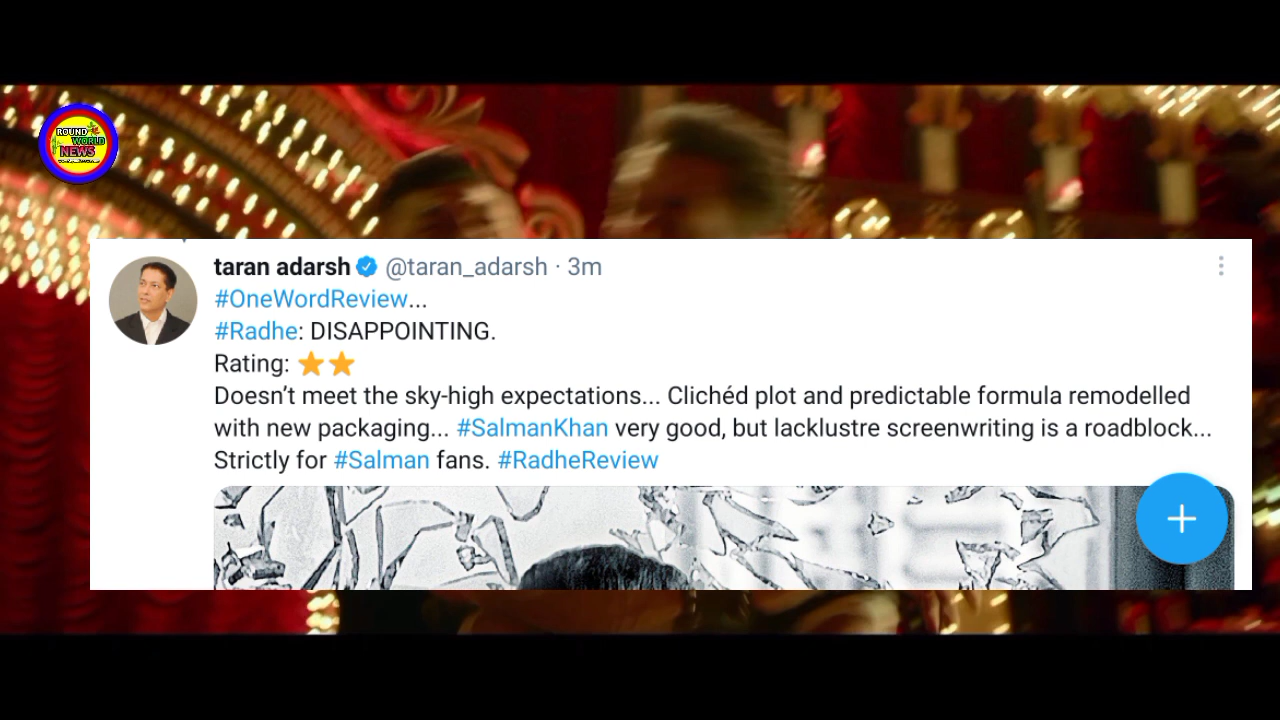 ROUND
WORLD
NEWS
taran adarsh @taran_adarsh · 3m
#OneWordReview...
#Radhe: DISAPPOINTING.
Rating: ⭐⭐
Doesn’t meet the sky-high expectations... Clichéd plot and predictable formula remodelled
with new packaging... #SalmanKhan very good, but lacklustre screenwriting is a roadblock...
Strictly for #Salman fans. #RadheReview